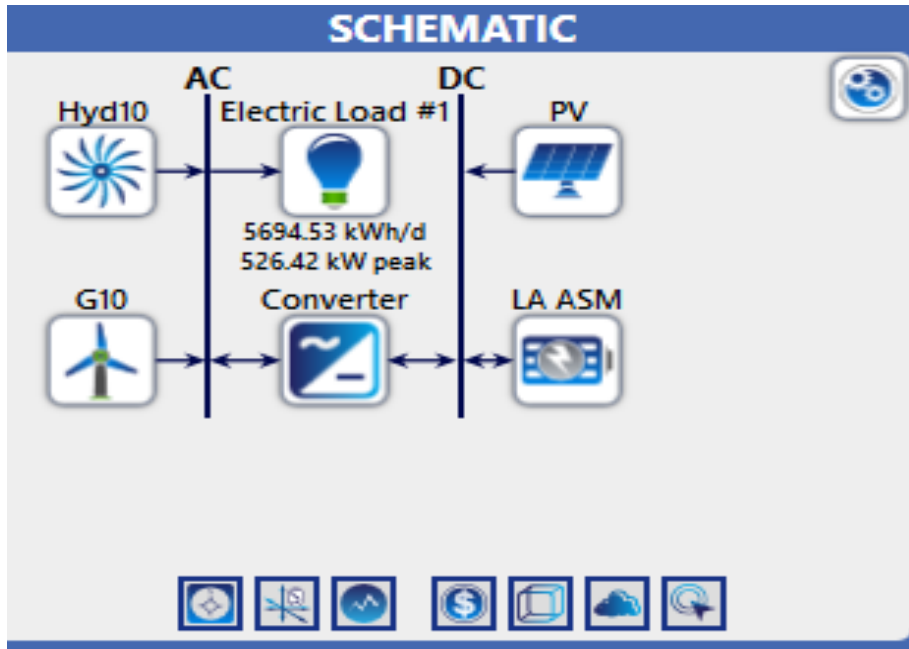 SCHEMATIC
AC
DC
Hyd10
Electric Load #1
PV
5694.53 kWh/d
526.42 kW peak
G10
Converter
LA ASM